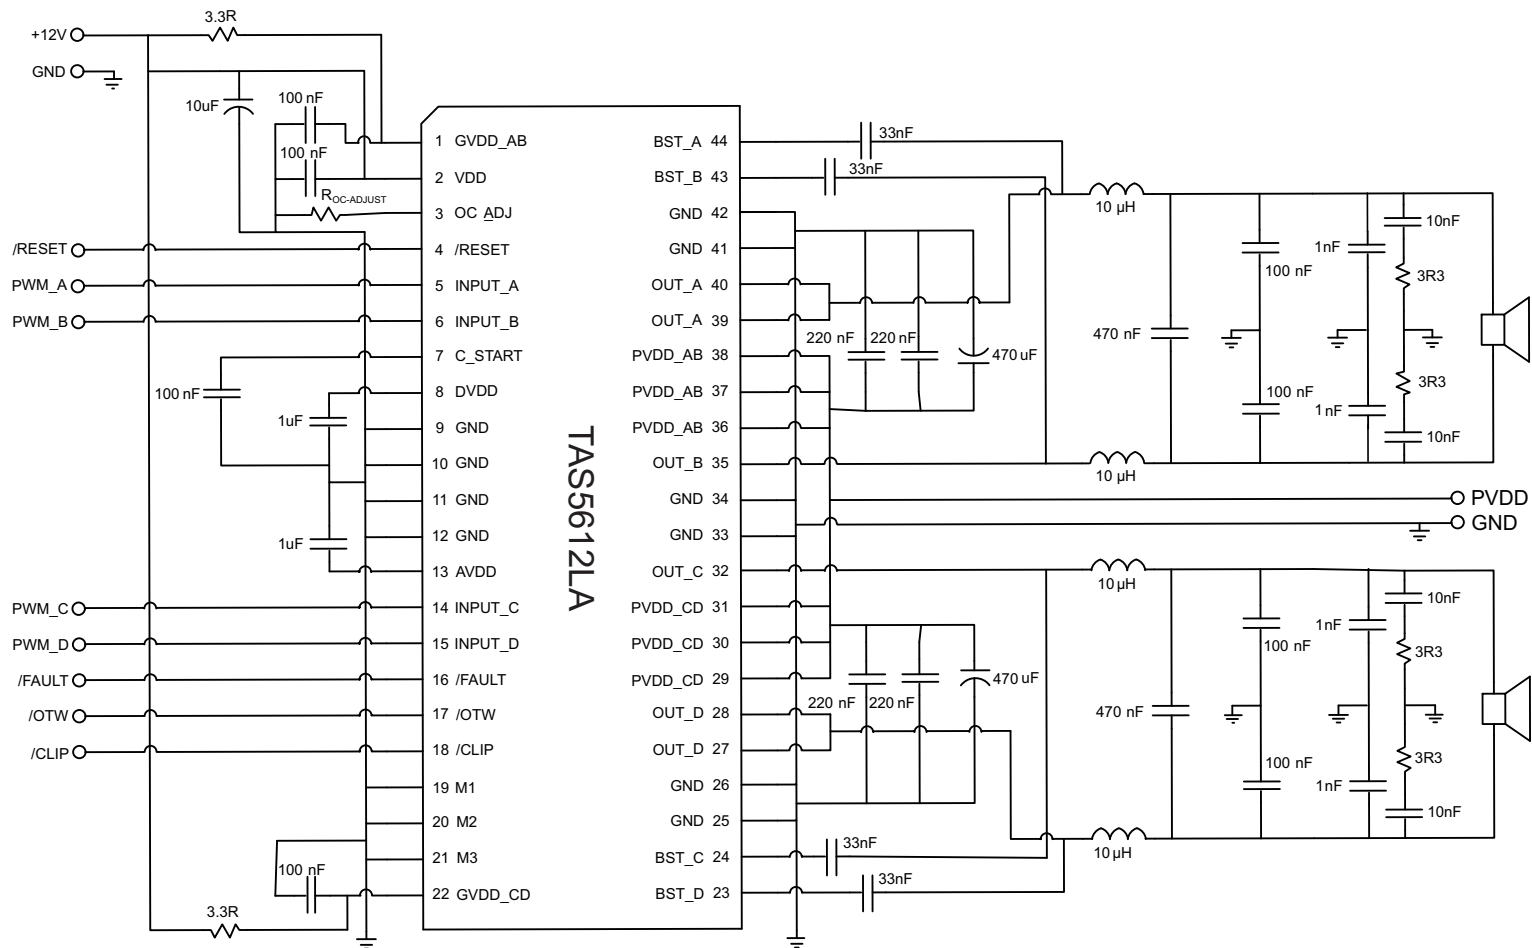 3.3R
+12V
GND
10uF
100 nF
100 nF
ROC-ADJUST
/RESET
PWM_A
PWM_B
100 nF
1uF
1uF
PWM_C
PWM_D
/FAULT
/OTW
/CLIP
100 nF
3.3R
1 GVDD_AB
2 VDD
3 OC_ADJ
4 /RESET
5 INPUT_A
6 INPUT_B
7 C_START
8 DVDD
9 GND
10 GND
11 GND
12 GND
13 AVDD
14 INPUT_C
15 INPUT_D
16 /FAULT
17 /OTW
18 /CLIP
19 M1
20 M2
21 M3
22 GVDD_CD
TAS5612LA
BST_A 44
BST_B 43
GND 42
GND 41
OUT_A 40
OUT_A 39
PVDD_AB 38
PVDD_AB 37
PVDD_AB 36
OUT_B 35
GND 34
GND 33
OUT_C 32
PVDD_CD 31
PVDD_CD 30
PVDD_CD 29
OUT_D 28
OUT_D 27
GND 26
GND 25
BST_C 24
BST_D 23
33nF
33nF
220 nF
220 nF
470 uF
10 µH
10 µH
470 nF
100 nF
100 nF
1nF
1nF
10nF
3R3
3R3
10nF
PVDD
GND
10 µH
220 nF
220 nF
470 uF
470 nF
100 nF
100 nF
1nF
1nF
10nF
3R3
3R3
10nF
10 µH
33nF
33nF